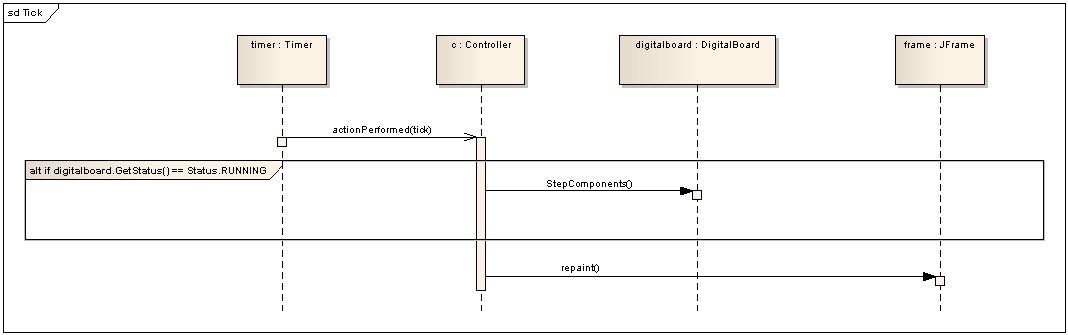 sd Tick
timer : Timer
c : Controller
digitalboard : DigitalBoard
frame : JFrame
actionPerformed(tick)
alt if digitalboard.GetStatus() == Status.RUNNING
StepComponents()
repaint()